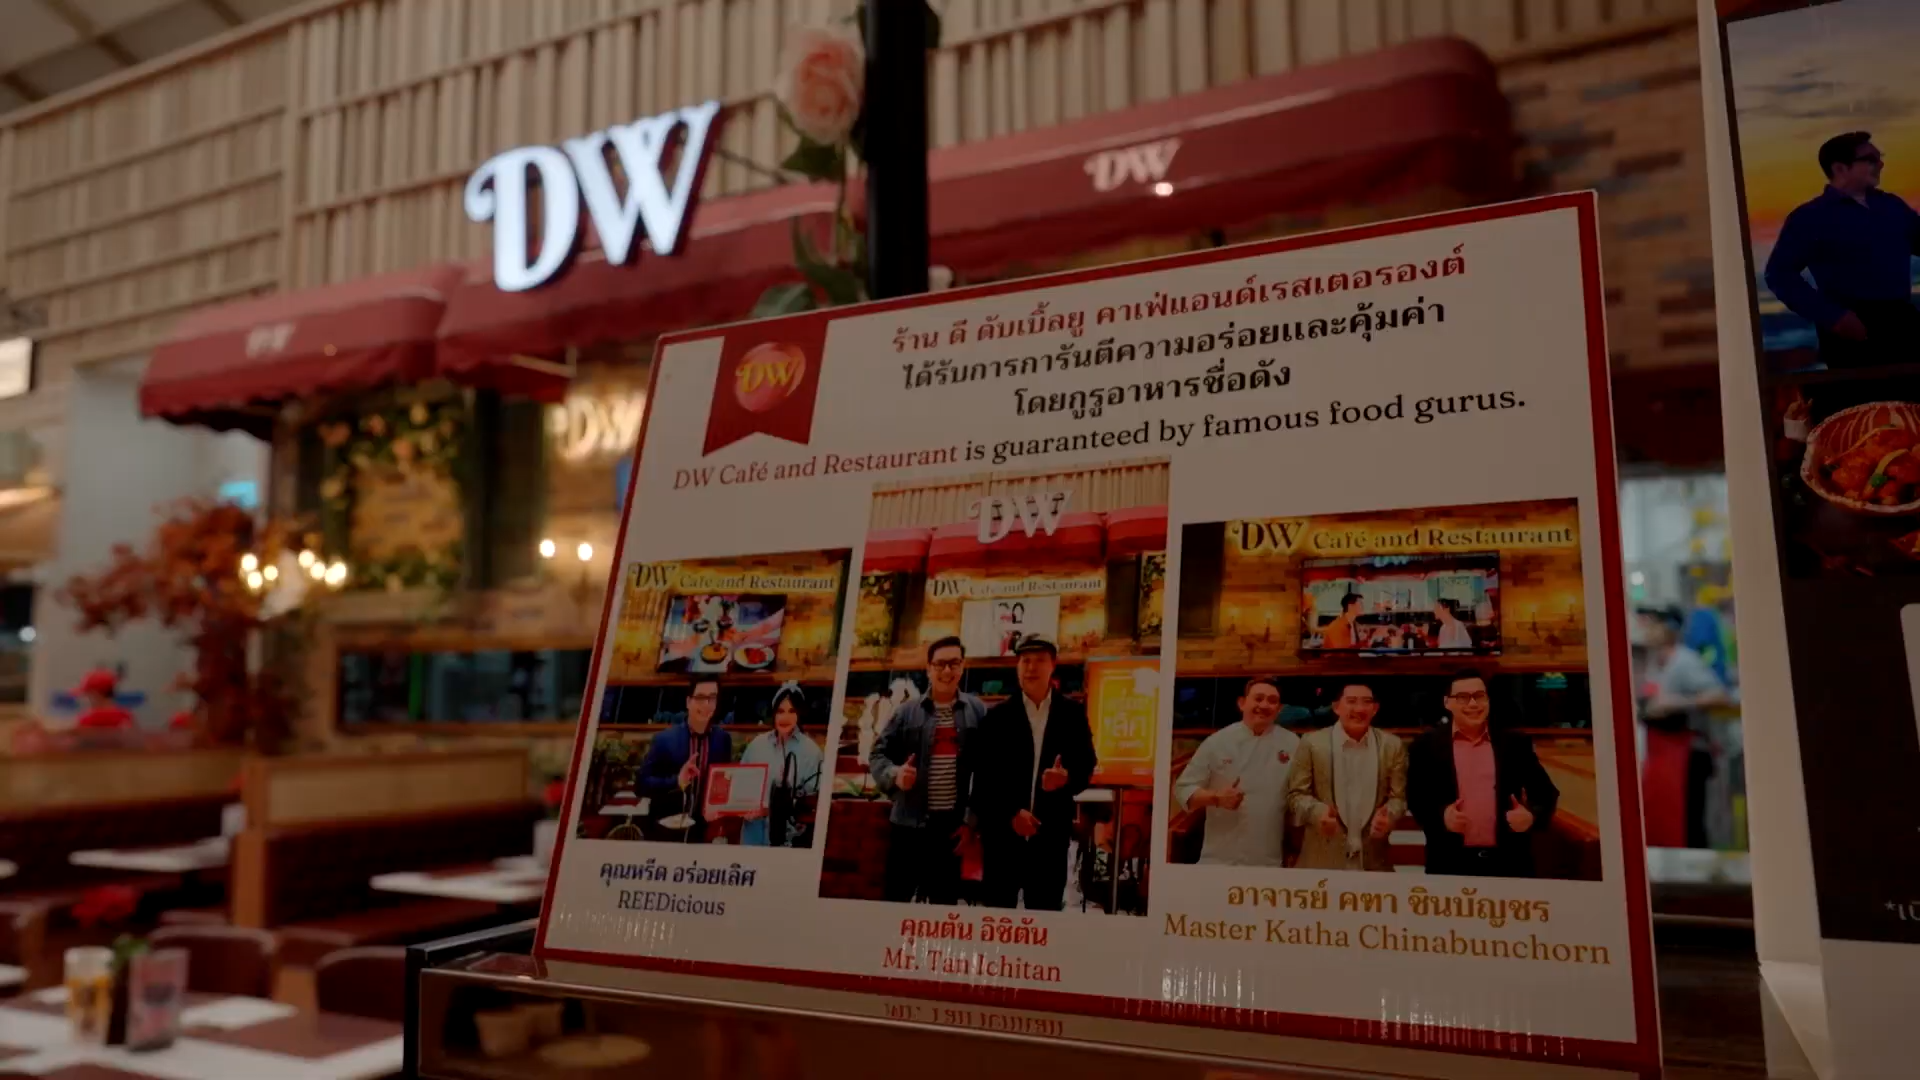 DW
DW
DW
DW
ร้าน ดี ดับเบิ้ลยู คาเฟ่แอนด์เรสเตอรองต์
ได้รับการการันตีความอร่อยและคุ้มค่า
โดยกูรูอาหารชื่อดัง
DW Café and Restaurant is guaranteed by famous food gurus.
DW
DW Café and Restaurant
DW Café and Restaurant
DW Café and Restaurant
คุณหรีด อร่อยเลิศ
REEDicious
คุณตัน อิชิตัน
Mr. Tan Ichitan
อาจารย์ คฑา ชินบัญชร
Master Katha Chinabunchorn